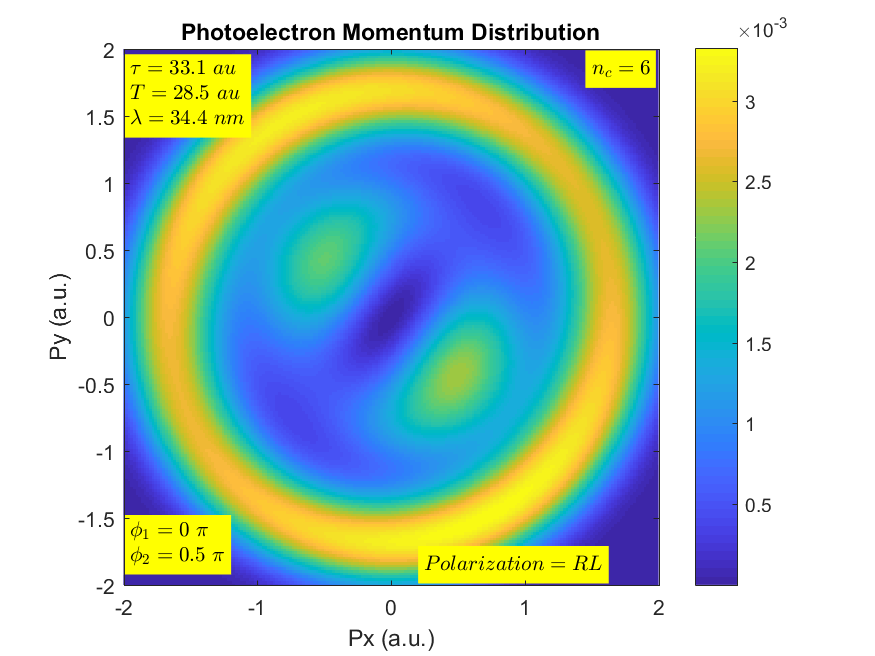 Photoelectron Momentum Distribution
×10⁻³
τ = 33.1 au
T = 28.5 au
λ = 34.4 nm
n_c = 6
2
1.5
1
0.5
0
-0.5
-1
-1.5
-2
Py (a.u.)
3
2.5
2
1.5
1
0.5
ϕ₁ = 0 π
ϕ₂ = 0.5 π
Polarization = RL
-2
-1
0
1
2
Px (a.u.)